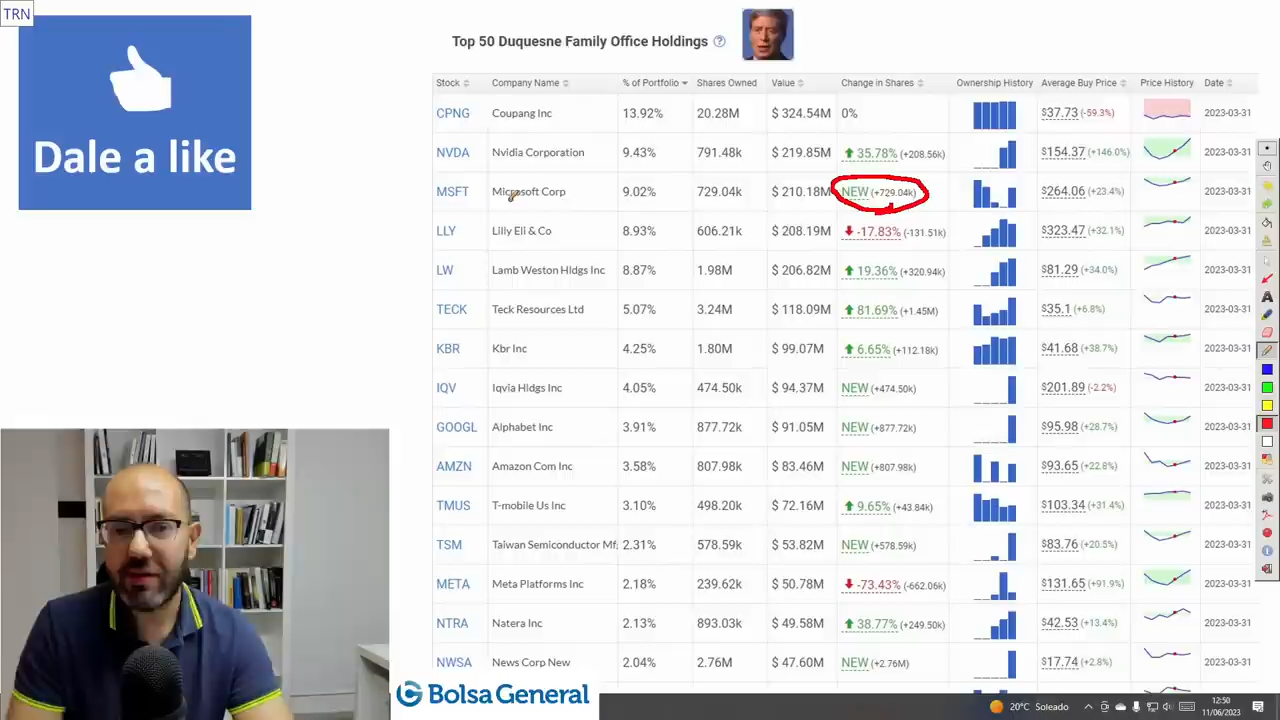 TRN
Dale a like
Top 50 Duquesne Family Office Holdings ?
Stock Company Name % of Portfolio Shares Owned Value Change in Shares Ownership History Average Buy Price Price History Date
CPNG Coupang Inc 13.92% 20.28M $ 324.54M 0% $37.73 (-59.3%) 2023-03-31
NVDA Nvidia Corporation 9.43% 791.48k $ 219.85M 35.78% (+208.56k) $154.37 (+146.0%) 2023-03-31
MSFT Microsoft Corp 9.02% 729.04k $ 210.18M NEW (+729.04k) $264.06 (+23.4%) 2023-03-31
LLY Lilly Eli & Co 8.93% 606.21k $ 208.19M -17.83% (-131.51k) $323.47 (+32.1%) 2023-03-31
LW Lamb Weston Hldgs Inc 8.87% 1.98M $ 206.82M 19.36% (+320.94k) $81.29 (+34.0%) 2023-03-31
TECK Teck Resources Ltd 5.07% 3.24M $ 118.09M 81.69% (+1.45M) $35.1 (+6.8%) 2023-03-31
KBR Kbr Inc 4.25% 1.80M $ 99.07M 6.65% (+112.18k) $41.68 (+38.7%) 2023-03-31
IQV Iqvia Hldgs Inc 4.05% 474.50k $ 94.37M NEW (+474.50k) $201.89 (-2.2%) 2023-03-31
GOOGL Alphabet Inc 3.91% 877.72k $ 91.05M NEW (+877.72k) $95.98 (+28.7%) 2023-03-31
AMZN Amazon Com Inc 3.58% 807.98k $ 83.46M NEW (+807.98k) $93.65 (+22.8%) 2023-03-31
TMUS T-mobile Us Inc 3.10% 498.20k $ 72.16M 9.65% (+43.84k) $103.34 (+31.4%) 2023-03-31
TSM Taiwan Semiconductor Mf. 2.31% 578.59k $ 53.82M NEW (+578.59k) $83.76 (+20.5%) 2023-03-31
META Meta Platforms Inc 2.18% 239.62k $ 50.78M -73.43% (-662.06k) $131.65 (+91.9%) 2023-03-31
NTRA Natera Inc 2.13% 893.03k $ 49.58M 38.77% (+249.50k) $42.53 (+13.4%) 2023-03-31
NWSA News Corp New 2.04% 2.76M $ 47.60M NEW (+2.76M) $17.74 (+2.8%) 2023-03-31
Bolsa General
20°C Soleado 12:50
11/06/2023